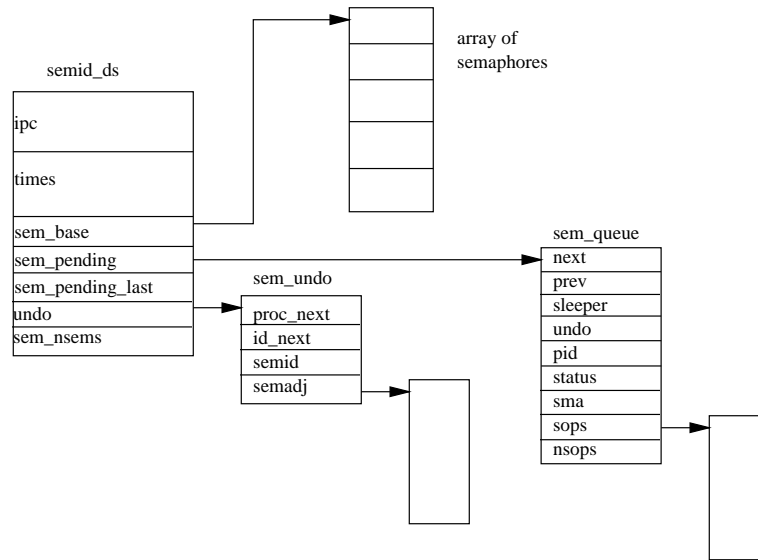 array of
semaphores
semid_ds
ipc
times
sem_base
sem_pending
sem_pending_last
undo
sem_nsems
sem_undo
proc_next
id_next
semid
semadj
sem_queue
next
prev
sleeper
undo
pid
status
sma
sops
nsops